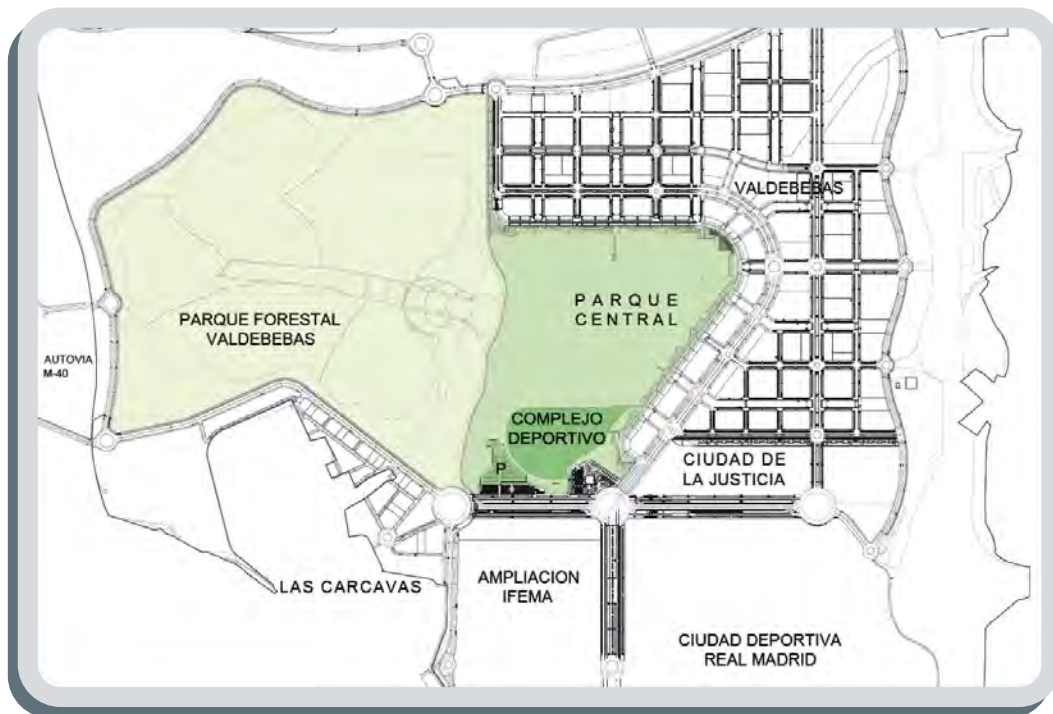 VALDEBEBAS
PARQUE
CENTRAL
PARQUE FORESTAL
VALDEBEBAS
AUTOVIA
M-40
COMPLEJO
DEPORTIVO
P
CIUDAD DE
LA JUSTICIA
LAS CARCAVAS
AMPLIACION
IFEMA
CIUDAD DEPORTIVA
REAL MADRID